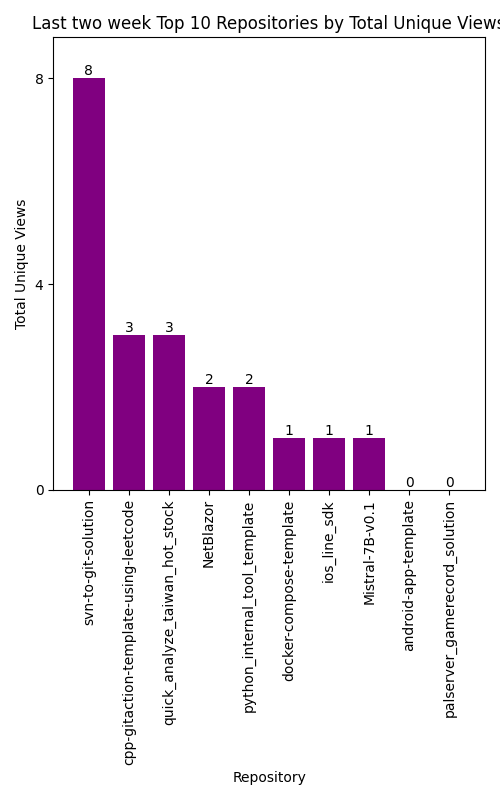 Last two week Top 10 Repositories by Total Unique Views
8
4
0
Total Unique Views
8
3
3
2
2
1
1
1
0
0
svn-to-git-solution
cpp-gitaction-template-using-leetcode
quick_analyze_taiwan_hot_stock
NetBlazor
python_internal_tool_template
docker-compose-template
ios_line_sdk
Mistral-7B-v0.1
android-app-template
palserver_gamerecord_solution
Repository